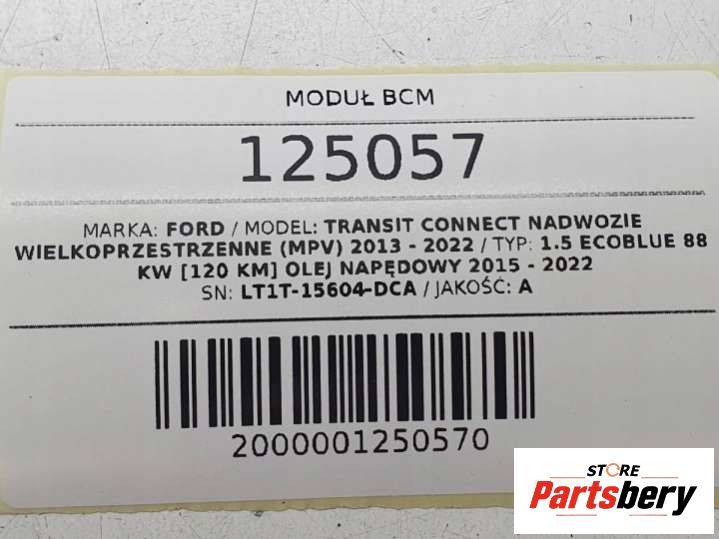 MODUŁ BCM
125057
MARKA: FORD / MODEL: TRANSIT CONNECT NADWOZIE
WIELKOPRZESTRZENNE (MPV) 2013 - 2022 / TYP: 1.5 ECOBLUE 88
KW [120 KM] OLEJ NAPĘDOWY 2015 - 2022
SN: LT1T-15604-DCA / JAKOŚĆ: A
2000001250570
STORE
Partsbery